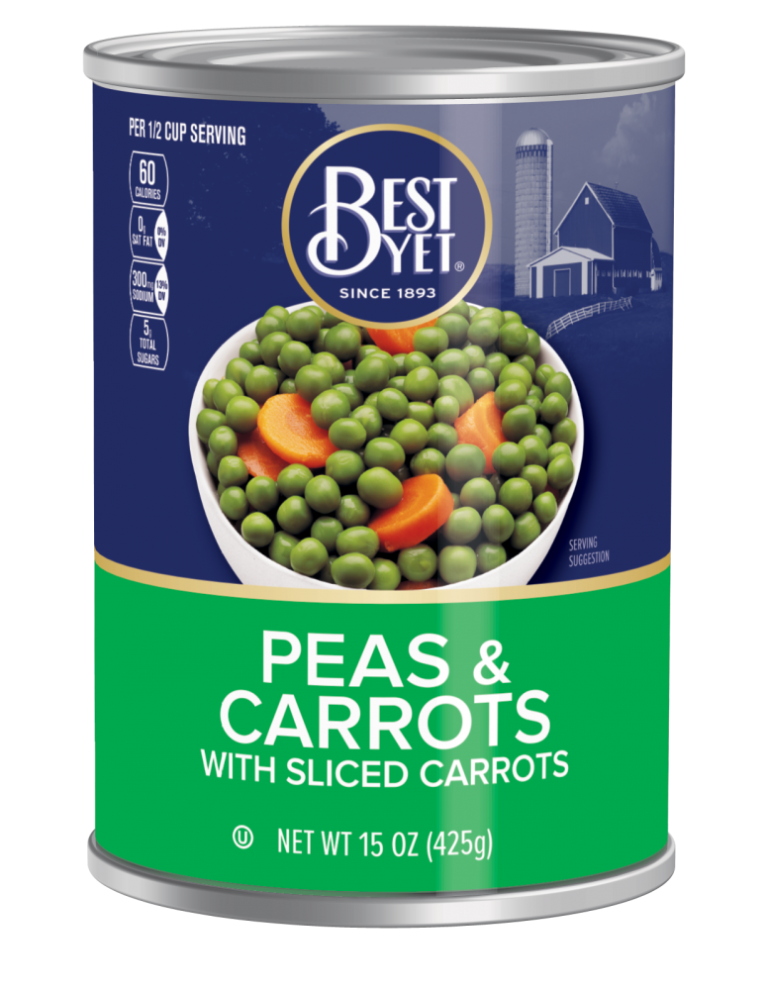 PER 1/2 CUP SERVING
60
CALORIES
0g
SAT FAT
0%
DV
300mg
SODIUM
13%
DV
5g
TOTAL
SUGARS
BEST
YET®
SINCE 1893
SERVING
SUGGESTION
PEAS &
CARROTS
WITH SLICED CARROTS
Ⓤ NET WT 15 OZ (425g)